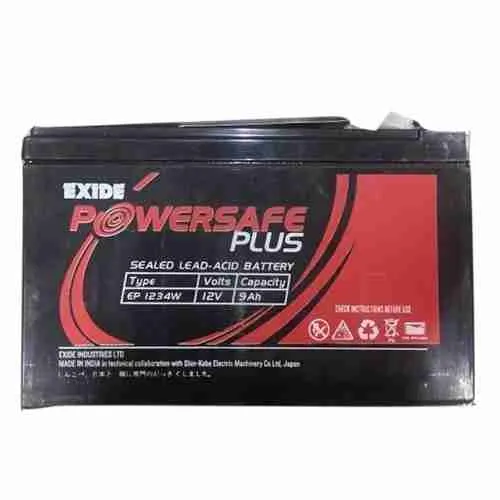 EXIDE
POWERSAFE
PLUS
SEALED LEAD-ACID BATTERY
Type Volts Capacity
EP 1234W 12V 9Ah
CHECK INSTRUCTIONS BEFORE USE
EXIDE INDUSTRIES LTD
MADE IN INDIA in technical collaboration with Shin-Kobe Electric Machinery Co Ltd, Japan